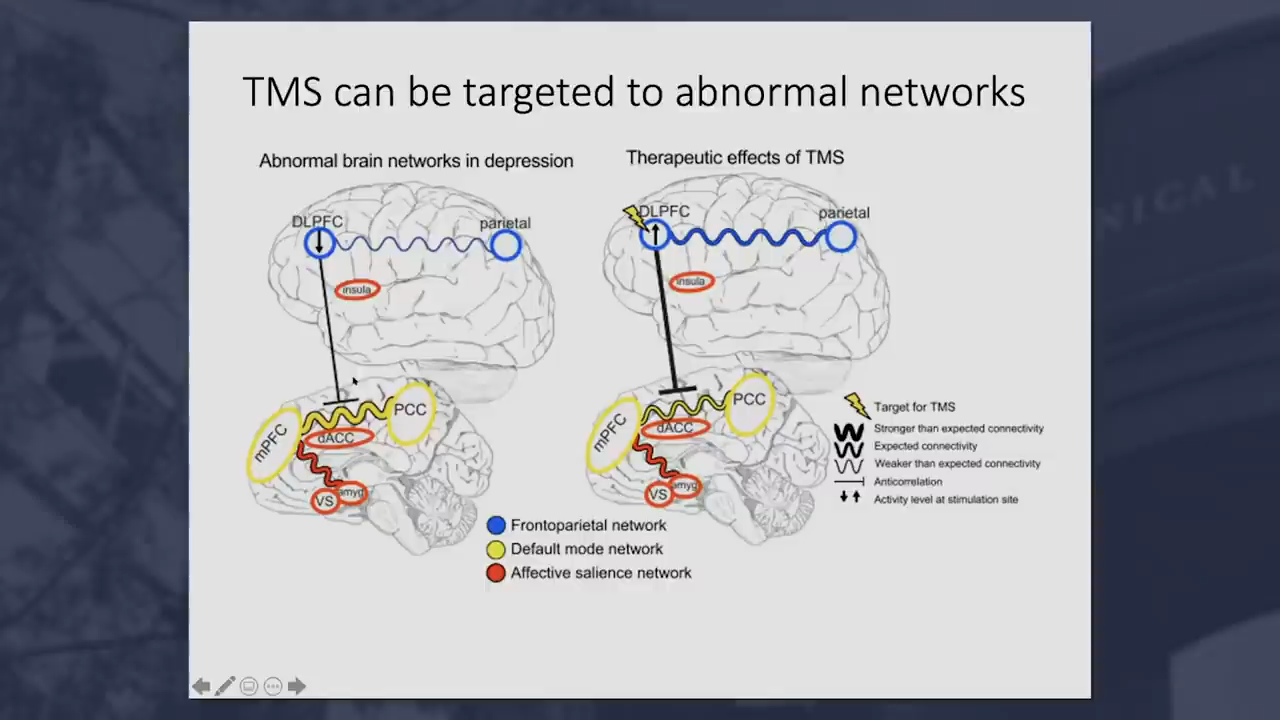 TMS can be targeted to abnormal networks
Abnormal brain networks in depression
DLPFC
parietal
insula
mPFC
PCC
dACC
VS
amyg
Therapeutic effects of TMS
DLPFC
parietal
insula
mPFC
PCC
dACC
VS
amyg
Target for TMS
Stronger than expected connectivity
Expected connectivity
Weaker than expected connectivity
Anticorrelation
Activity level at stimulation site
Frontoparietal network
Default mode network
Affective salience network
NICAL